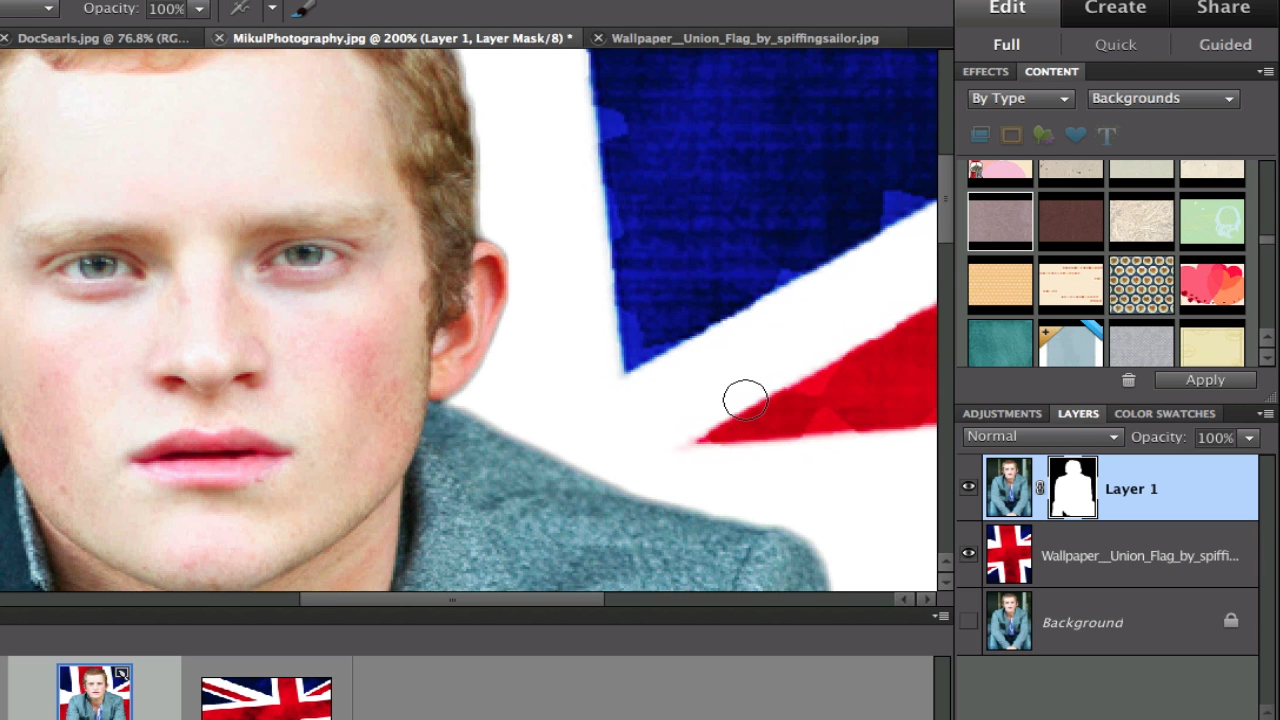 Opacity: 100%
Edit Create Share
DocSearls.jpg @ 76.8% (RG... MikulPhotography.jpg @ 200% (Layer 1, Layer Mask/8) * Wallpaper__Union_Flag_by_spiffingsailor.jpg
Full Quick Guided
EFFECTS CONTENT
By Type Backgrounds
T
Apply
ADJUSTMENTS LAYERS COLOR SWATCHES
Normal Opacity: 100%
Layer 1
Wallpaper__Union_Flag_by_spiffi...
Background